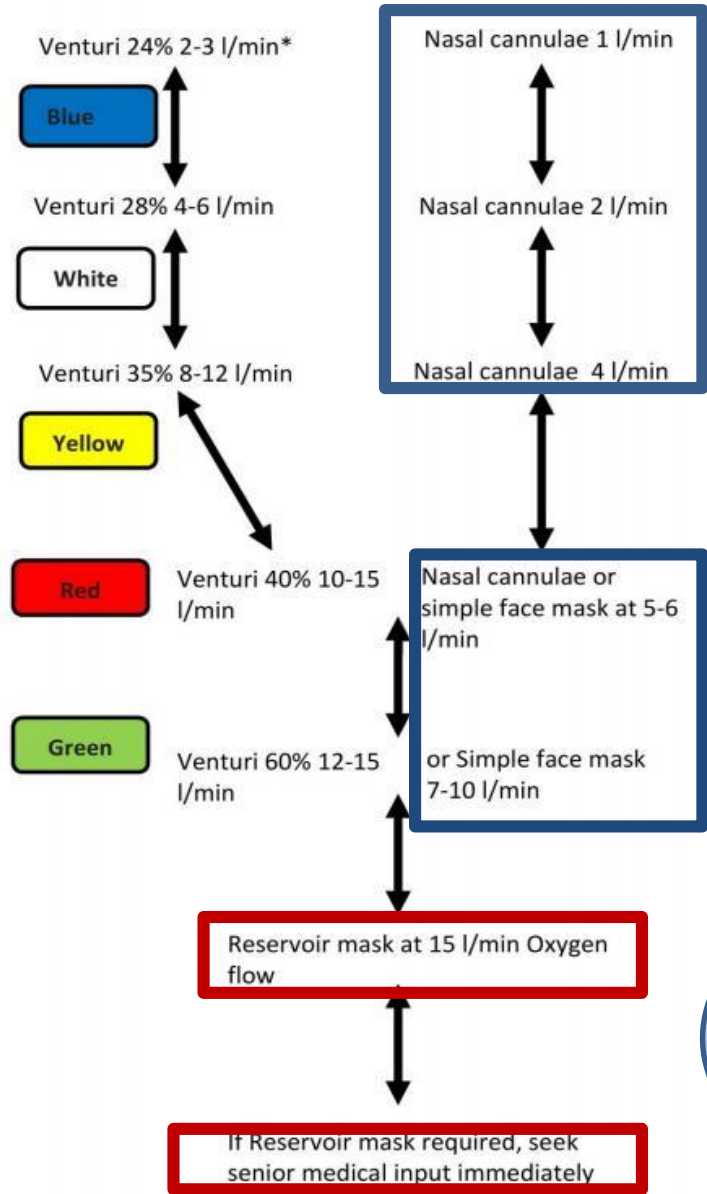 Venturi 24% 2-3 l/min*
Nasal cannulae 1 l/min
Blue
Venturi 28% 4-6 l/min
Nasal cannulae 2 l/min
White
Venturi 35% 8-12 l/min
Nasal cannulae  4 l/min
Yellow
Red
Venturi 40% 10-15
l/min
Nasal cannulae or
simple face mask at 5-6
l/min
Green
Venturi 60% 12-15
l/min
or Simple face mask
7-10 l/min
Reservoir mask at 15 l/min Oxygen
flow
If Reservoir mask required, seek
senior medical input immediately